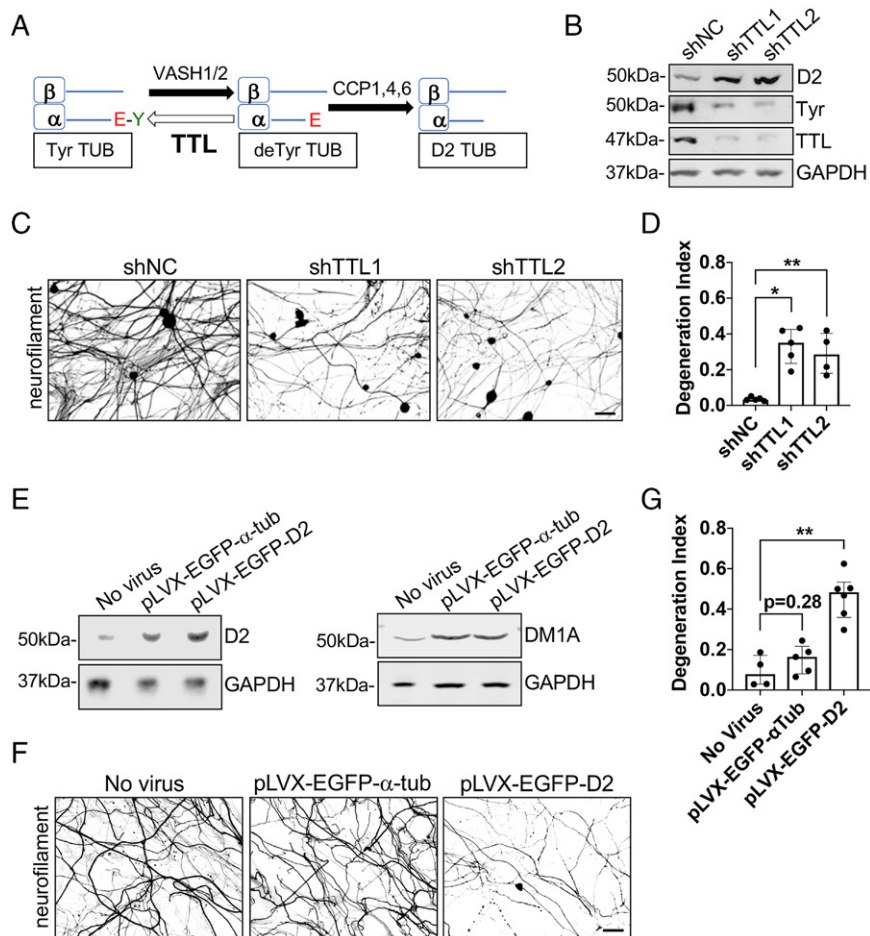 A
VASH1/2
CCP1,4,6
β
β
β
α
E-Y
α
E
α
Tyr TUB
TTL
deTyr TUB
D2 TUB
B
shNC
shTTL1
shTTL2
50kDa-
D2
50kDa-
Tyr
47kDa-
TTL
37kDa-
GAPDH
C
shNC
shTTL1
shTTL2
neurofilament
D
Degeneration Index
0.8
0.6
0.4
0.2
0.0
*
**
shNC
shTTL1
shTTL2
E
No virus
pLVX-EGFP-α-tub
pLVX-EGFP-D2
50kDa-
D2
37kDa-
GAPDH
No virus
pLVX-EGFP-α-tub
pLVX-EGFP-D2
50kDa-
DM1A
37kDa-
GAPDH
G
Degeneration Index
0.8
0.6
0.4
0.2
0.0
**
p=0.28
No Virus
pLVX-EGFP-αTub
pLVX-EGFP-D2
F
No virus
pLVX-EGFP-α-tub
pLVX-EGFP-D2
neurofilament